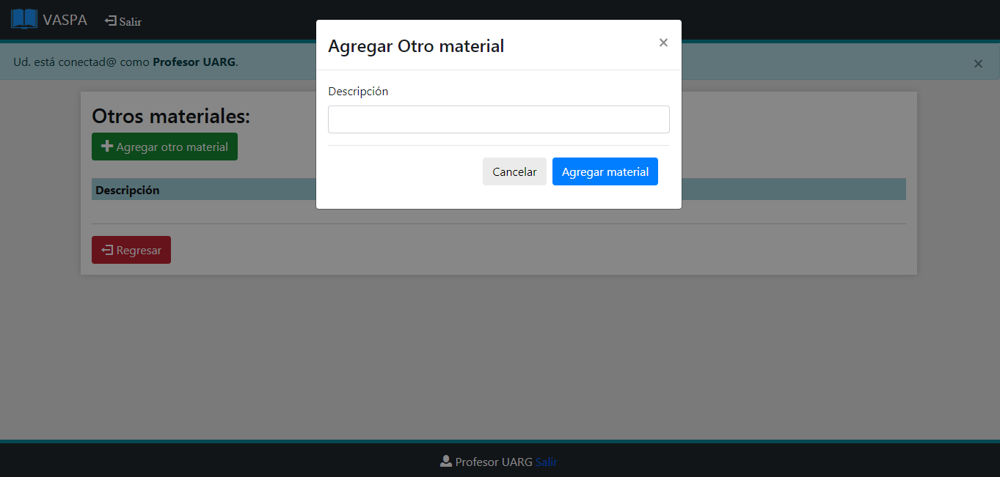 VASPA Salir
Ud. está conectad@ como Profesor UARG.
×
Agregar Otro material
×
Descripción
Cancelar Agregar material
Otros materiales:
Agregar otro material
Descripción
Regresar
Profesor UARG Salir